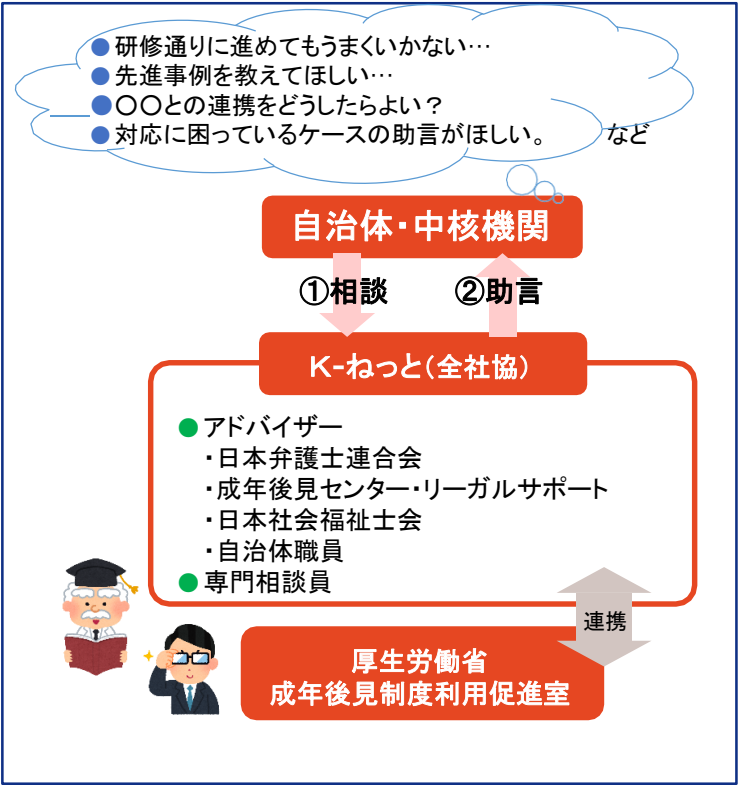 ●研修通りに進めてもうまくいかない…
●先進事例を教えてほしい…
●〇〇との連携をどうしたらよい？
●対応に困っているケースの助言がほしい。　など
自治体・中核機関
①相談　②助言
K-ねっと（全社協）
●アドバイザー
・日本弁護士連合会
・成年後見センター・リーガルサポート
・日本社会福祉士会
・自治体職員
●専門相談員
連携
厚生労働省
成年後見制度利用促進室